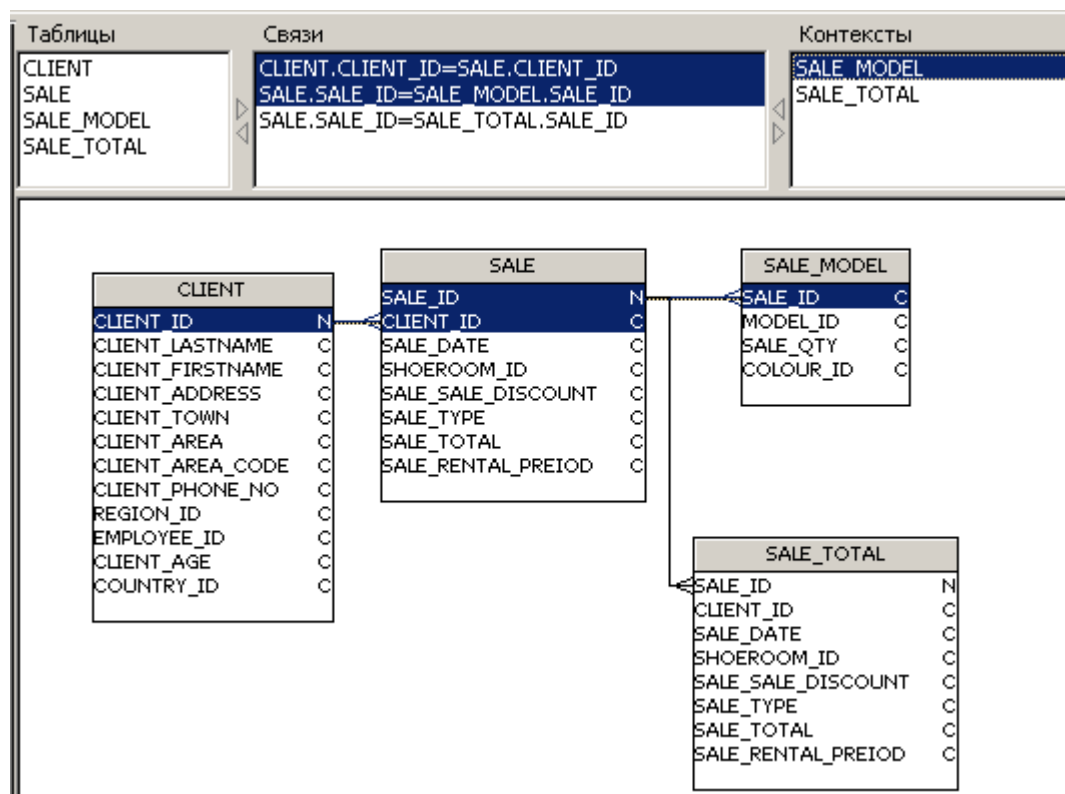 Таблицы
Связи
Контексты
CLIENT
SALE
SALE_MODEL
SALE_TOTAL
CLIENT.CLIENT_ID=SALE.CLIENT_ID
SALE.SALE_ID=SALE_MODEL.SALE_ID
SALE.SALE_ID=SALE_TOTAL.SALE_ID
SALE_MODEL
SALE_TOTAL
CLIENT
CLIENT_ID N
CLIENT_LASTNAME C
CLIENT_FIRSTNAME C
CLIENT_ADDRESS C
CLIENT_TOWN C
CLIENT_AREA C
CLIENT_AREA_CODE C
CLIENT_PHONE_NO C
REGION_ID C
EMPLOYEE_ID C
CLIENT_AGE C
COUNTRY_ID C
SALE
SALE_ID N
CLIENT_ID C
SALE_DATE C
SHOEROOM_ID C
SALE_SALE_DISCOUNT C
SALE_TYPE C
SALE_TOTAL C
SALE_RENTAL_PREIOD C
SALE_MODEL
SALE_ID C
MODEL_ID C
SALE_QTY C
COLOUR_ID C
SALE_TOTAL
SALE_ID N
CLIENT_ID C
SALE_DATE C
SHOEROOM_ID C
SALE_SALE_DISCOUNT C
SALE_TYPE C
SALE_TOTAL C
SALE_RENTAL_PREIOD C